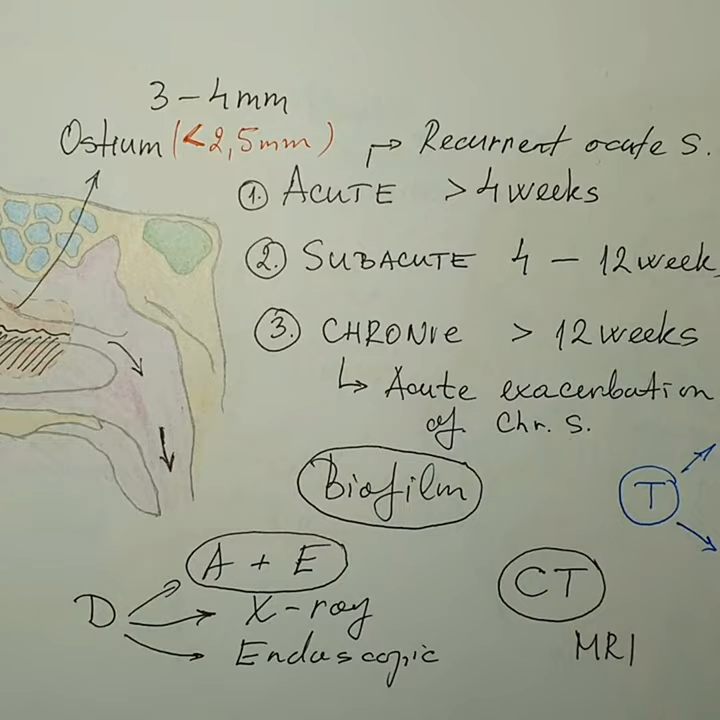 3-4mm
Ostium (<2,5mm)
Recurrent acute S.
1. ACUTE >4weeks
2. SUBACUTE 4 - 12week
3. CHRONIC > 12weeks
Acute exacerbation
of Chr. S.
Biofilm
T
A + E
CT
D
X-ray
Endoscopic
MRI